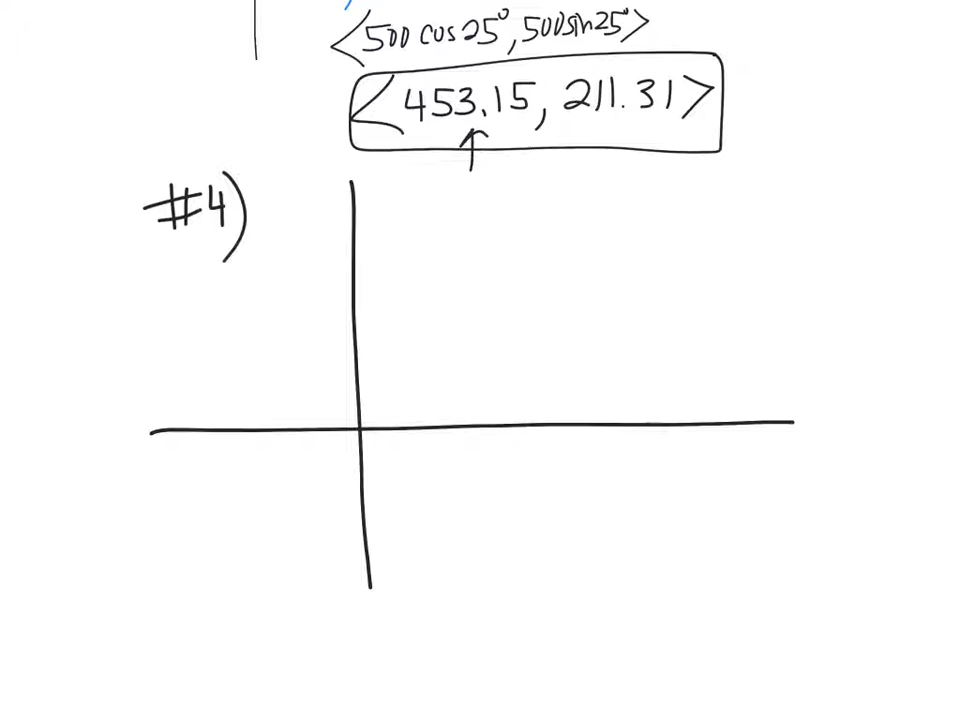 <500 cos 25°, 500 sin 25°>
<453.15, 211.31>
#4)